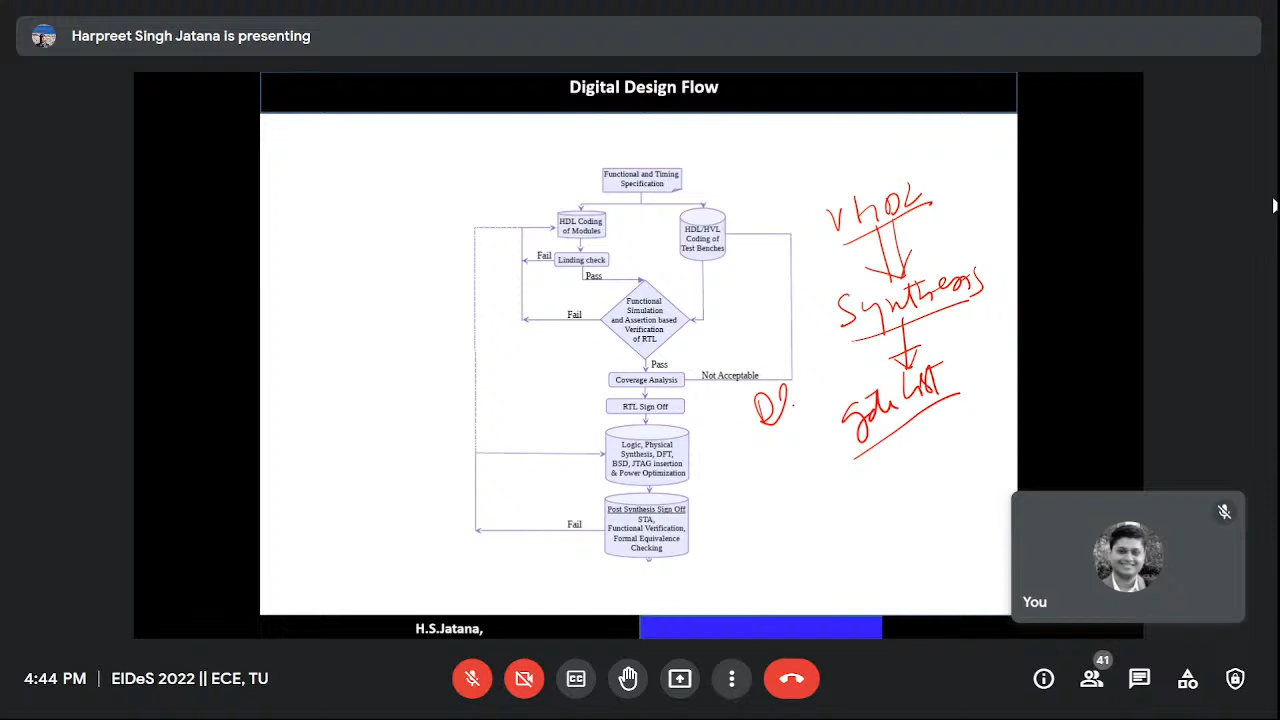 Harpreet Singh Jatana is presenting
Digital Design Flow
Functional and Timing
Specification
HDL Coding
of Modules
HDL/HVL
Coding of
Test Benches
Fail
Linding check
Pass
Functional
Simulation
and Assertion based
Verification
of RTL
Fail
Pass
Coverage Analysis
Not Acceptable
RTL Sign Off
Logic, Physical
Synthesis, DFT,
BSD, JTAG insertion
& Power Optimization
Post Synthesis Sign Off
STA,
Functional Verification,
Formal Equivalence
Checking
Fail
VHDL
Synthesis
H.S.Jatana,
You
4:44 PM | EIDeS 2022 || ECE, TU
41